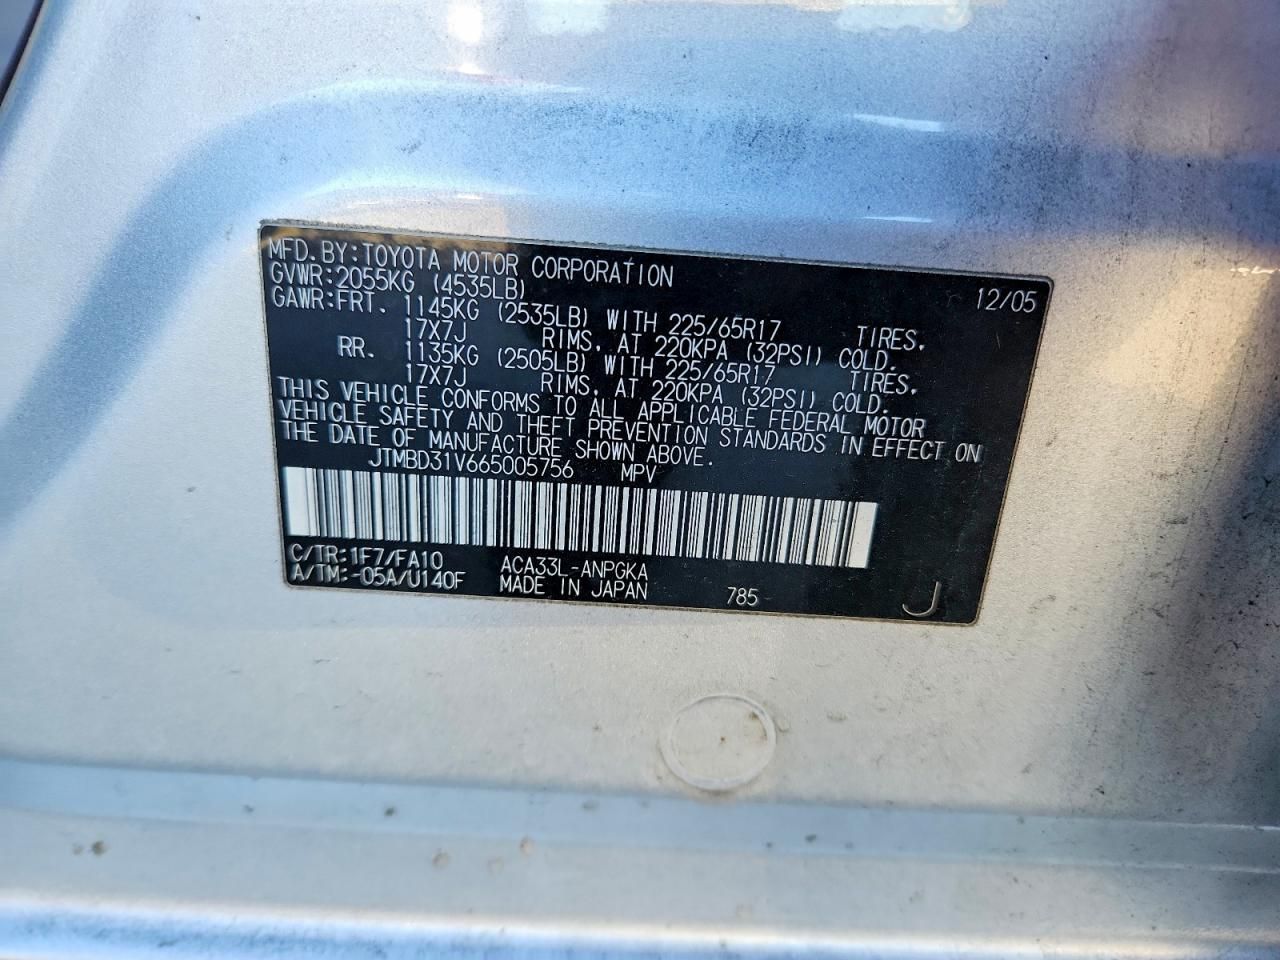 MFD. BY: TOYOTA MOTOR CORPORATION 12/05
GVWR: 2055KG (4535LB)
GAWR: FRT. 1145KG (2535LB) WITH 225/65R17 TIRES.
17X7J RIMS, AT 220KPA (32PSI) COLD.
RR. 1135KG (2505LB) WITH 225/65R17 TIRES.
17X7J RIMS, AT 220KPA (32PSI) COLD.
THIS VEHICLE CONFORMS TO ALL APPLICABLE FEDERAL MOTOR
VEHICLE SAFETY AND THEFT PREVENTION STANDARDS IN EFFECT ON
THE DATE OF MANUFACTURE SHOWN ABOVE.
JTMBD31V665005756 MPV
C/TR: 1F7/FA10 ACA33L-ANPGKA
A/TM: -05A/U140F MADE IN JAPAN 785 J